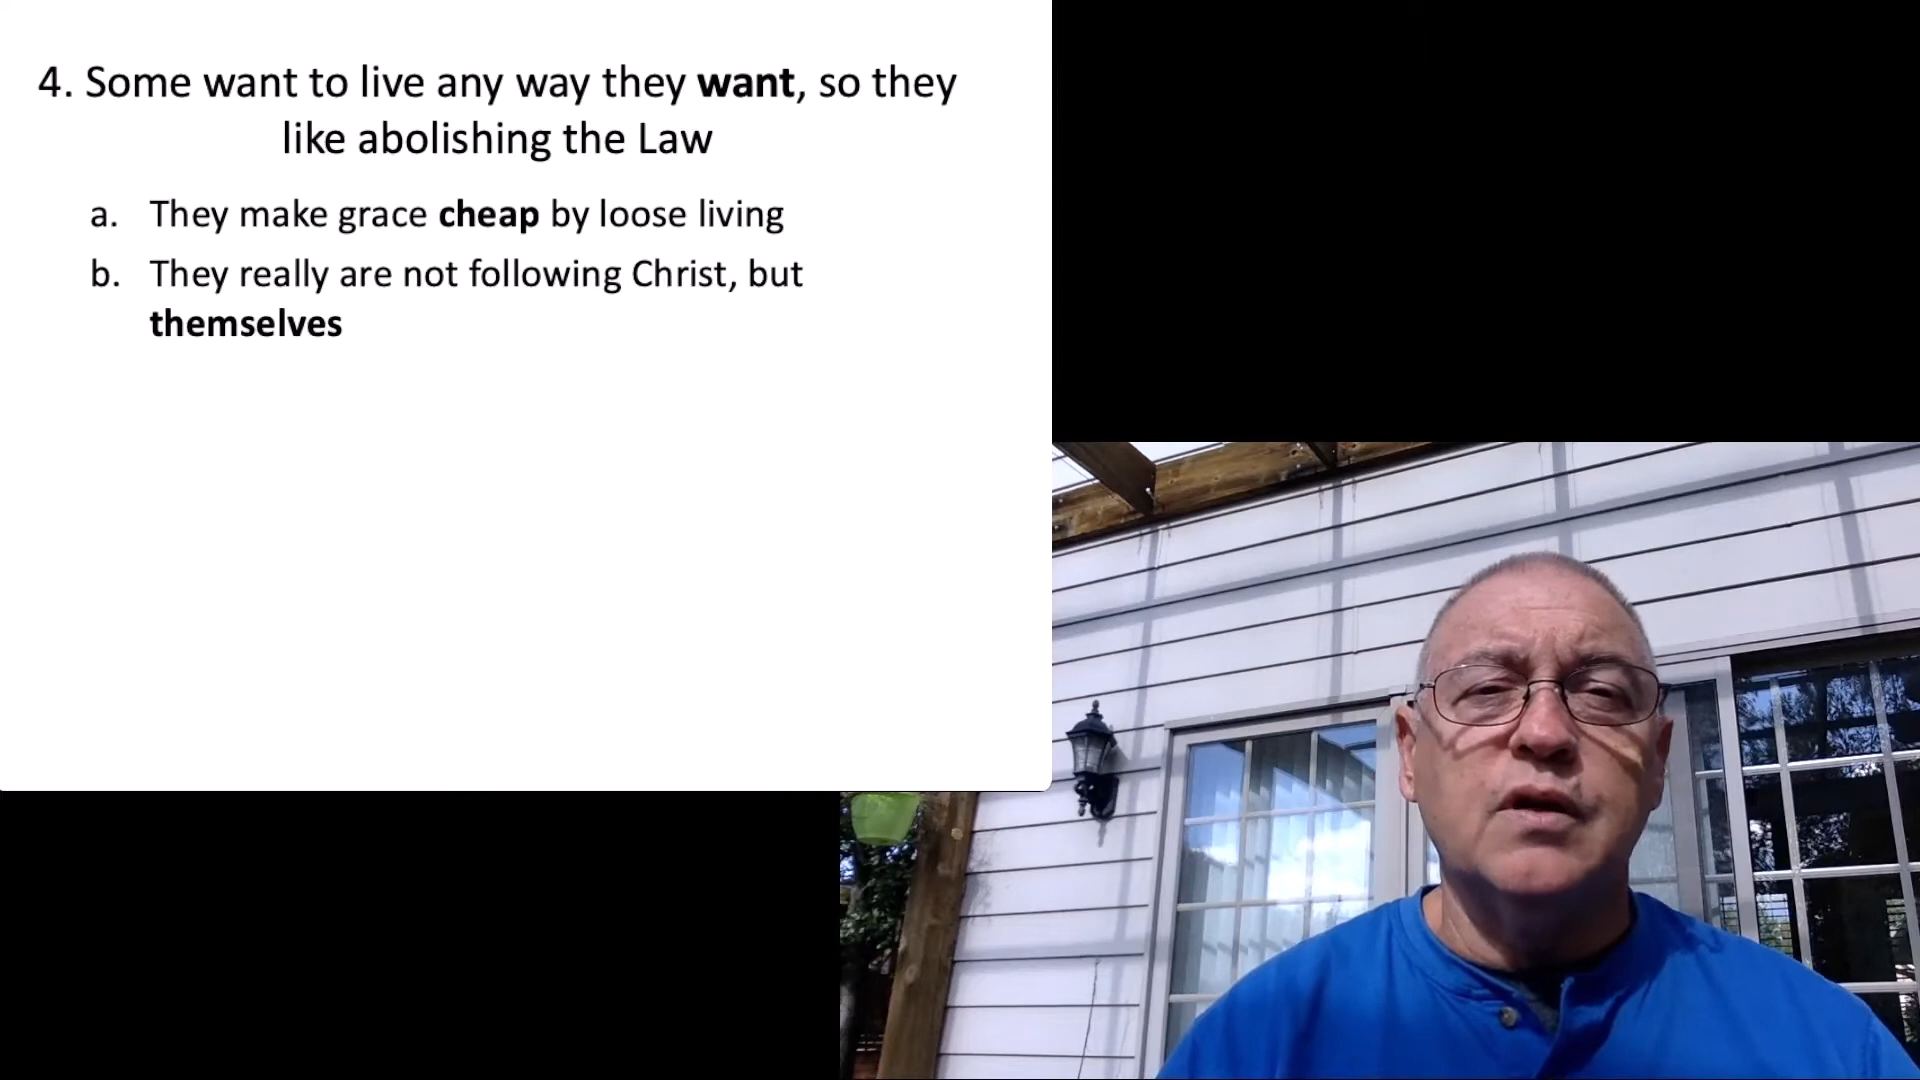 4. Some want to live any way they want, so they
like abolishing the Law
a. They make grace cheap by loose living
b. They really are not following Christ, but
themselves